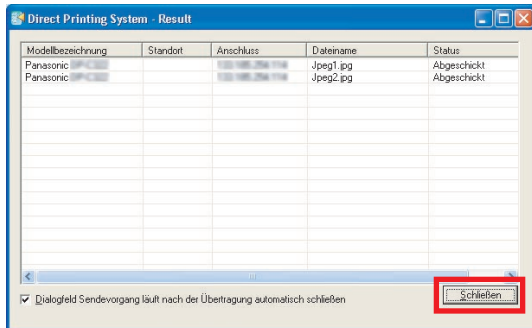 Direct Printing System - Result
Modellbezeichnung Standort Anschluss Dateiname Status
Panasonic Jpeg1.jpg Abgeschickt
Panasonic Jpeg2.jpg Abgeschickt
Dialogfeld Sendevorgang läuft nach der Übertragung automatisch schließen
Schließen